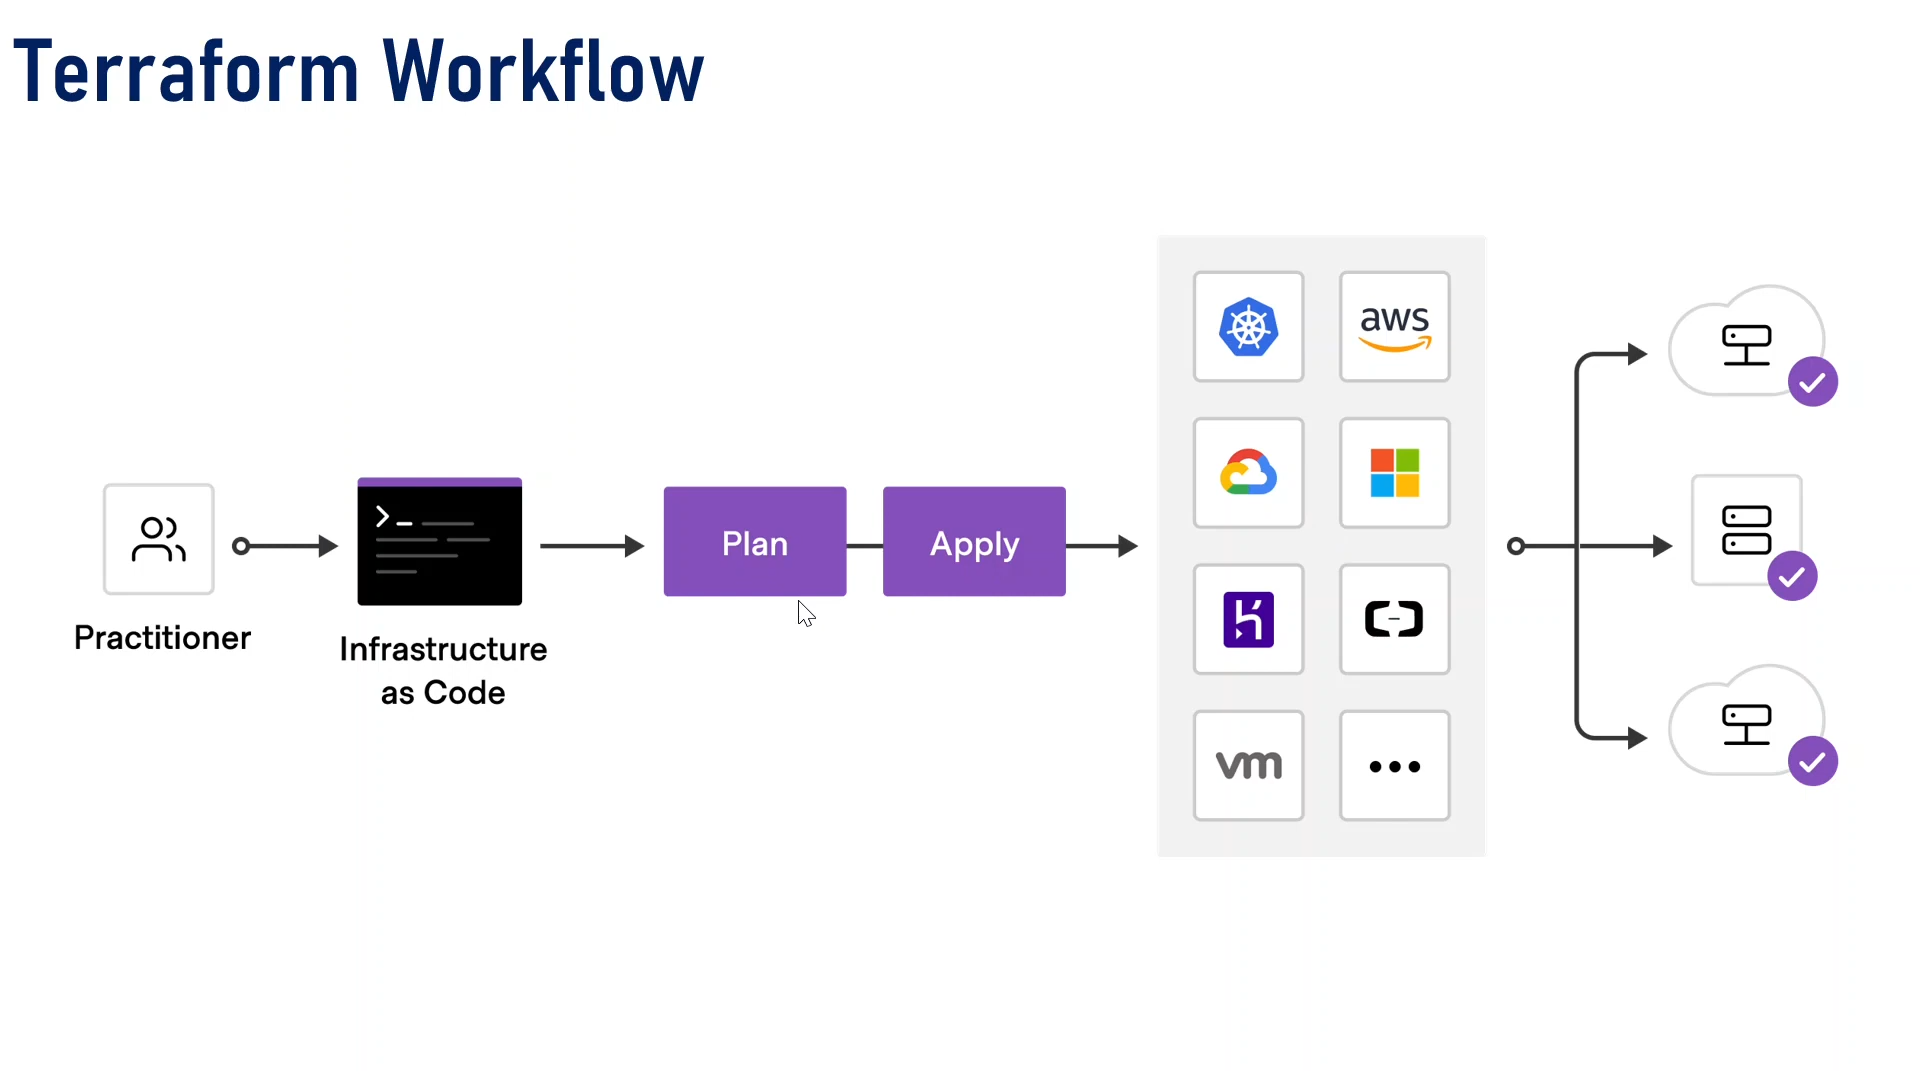 Terraform Workflow
Practitioner
Infrastructure
as Code
Plan
Apply
aws
vm